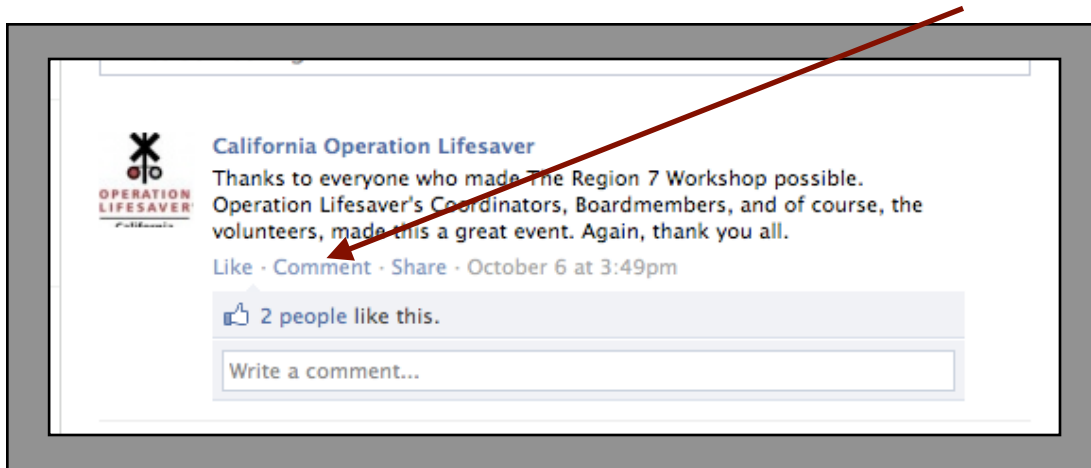 OPERATION
LIFESAVER
California Operation Lifesaver
Thanks to everyone who made The Region 7 Workshop possible.
Operation Lifesaver's Coordinators, Boardmembers, and of course, the
volunteers, made this a great event. Again, thank you all.
Like · Comment · Share · October 6 at 3:49pm
2 people like this.
Write a comment...